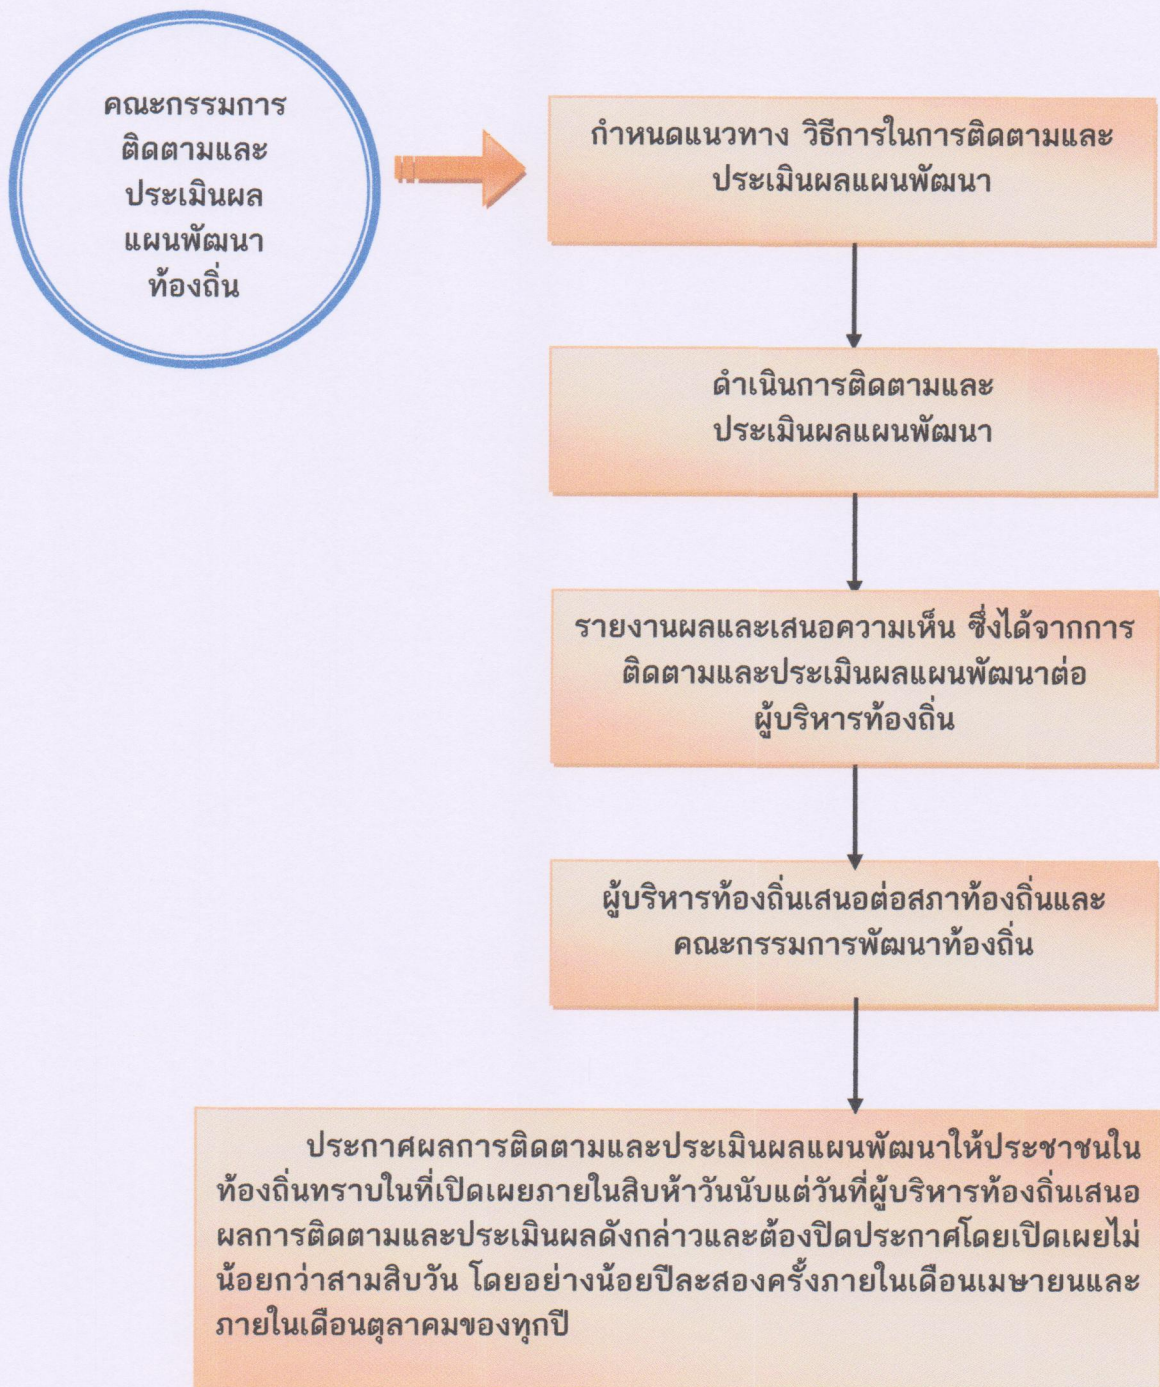 คณะกรรมการ
ติดตามและ
ประเมินผล
แผนพัฒนา
ท้องถิ่น
กำหนดแนวทาง วิธีการในการติดตามและ
ประเมินผลแผนพัฒนา
ดำเนินการติดตามและ
ประเมินผลแผนพัฒนา
รายงานผลและเสนอความเห็น ซึ่งได้จากการ
ติดตามและประเมินผลแผนพัฒนาต่อ
ผู้บริหารท้องถิ่น
ผู้บริหารท้องถิ่นเสนอต่อสภาท้องถิ่นและ
คณะกรรมการพัฒนาท้องถิ่น
ประกาศผลการติดตามและประเมินผลแผนพัฒนาให้ประชาชนใน
ท้องถิ่นทราบในที่เปิดเผยภายในสิบห้าวันนับแต่วันที่ผู้บริหารท้องถิ่นเสนอ
ผลการติดตามและประเมินผลดังกล่าวและต้องปิดประกาศโดยเปิดเผยไม่
น้อยกว่าสามสิบวัน โดยอย่างน้อยปีละสองครั้งภายในเดือนเมษายนและ
ภายในเดือนตุลาคมของทุกปี